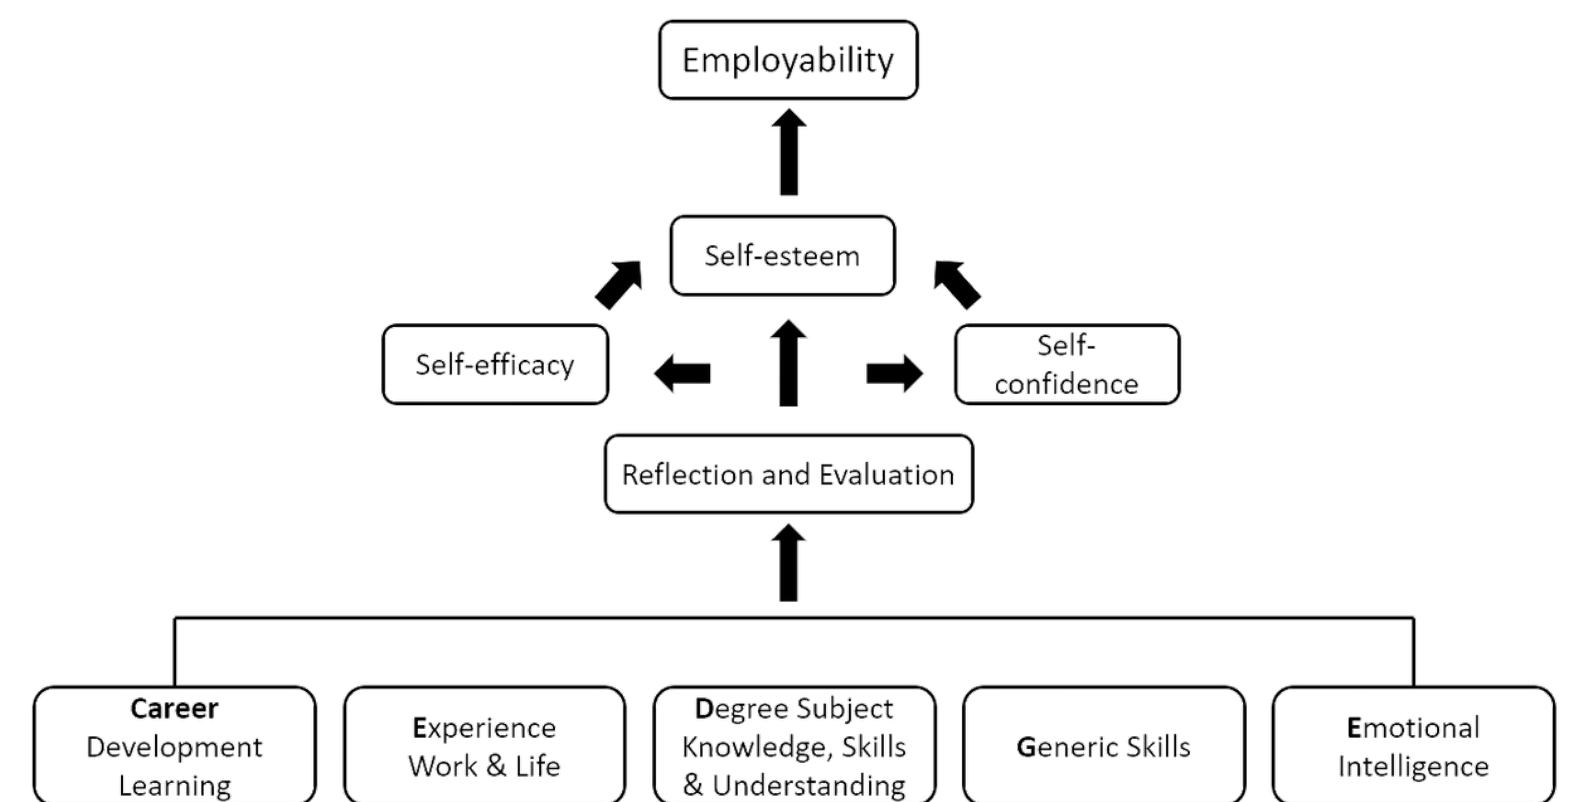 Employability
Self-esteem
Self-efficacy
Self-
confidence
Reflection and Evaluation
Career
Development
Learning
Experience
Work & Life
Degree Subject
Knowledge, Skills
& Understanding
Generic Skills
Emotional
Intelligence